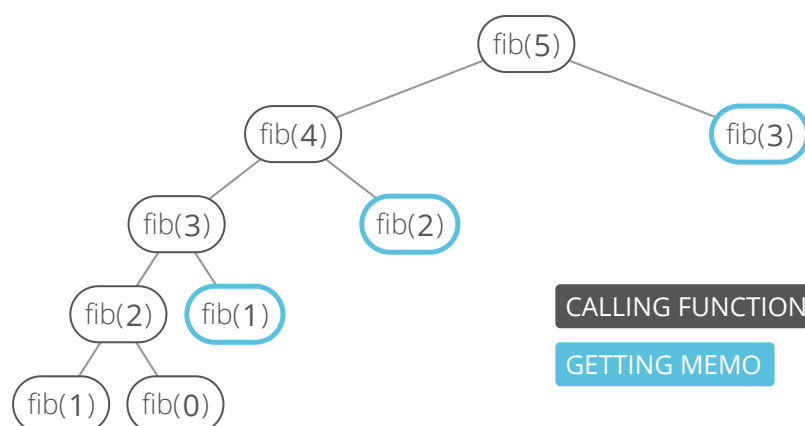 fib(5)
fib(4)
fib(3)
fib(3)
fib(2)
fib(2)
fib(1)
CALLING FUNCTION
GETTING MEMO
fib(1)
fib(0)